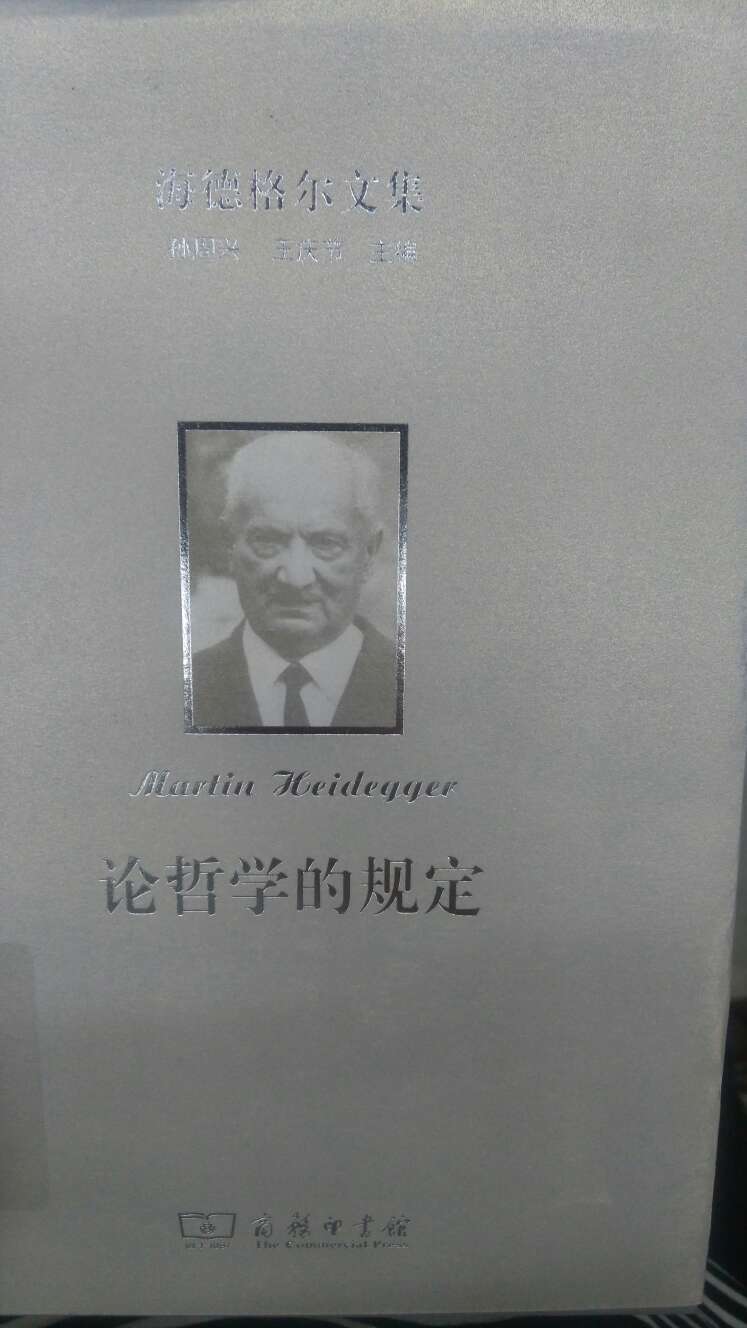 海德格尔文集
孙周兴 王庆节 主编
Martin Heidegger
论哲学的规定
商务印书馆
The Commercial Press